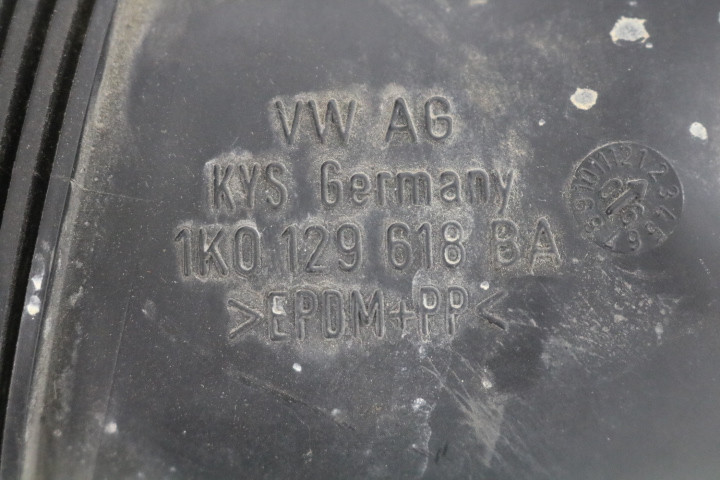 VW AG
KYS Germany
1K0 129 618 BA
>EPDM+PP<